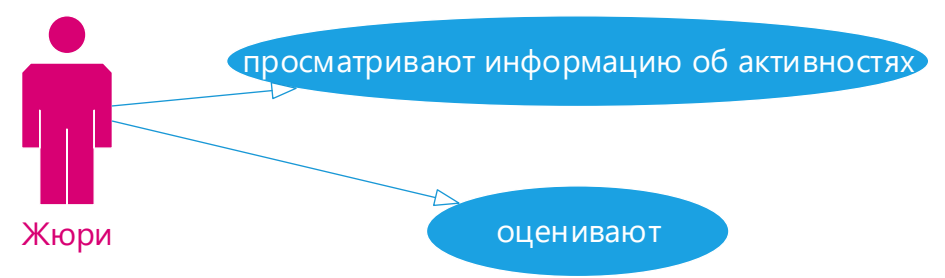 просматривают информацию об активностях
Жюри
оценивают